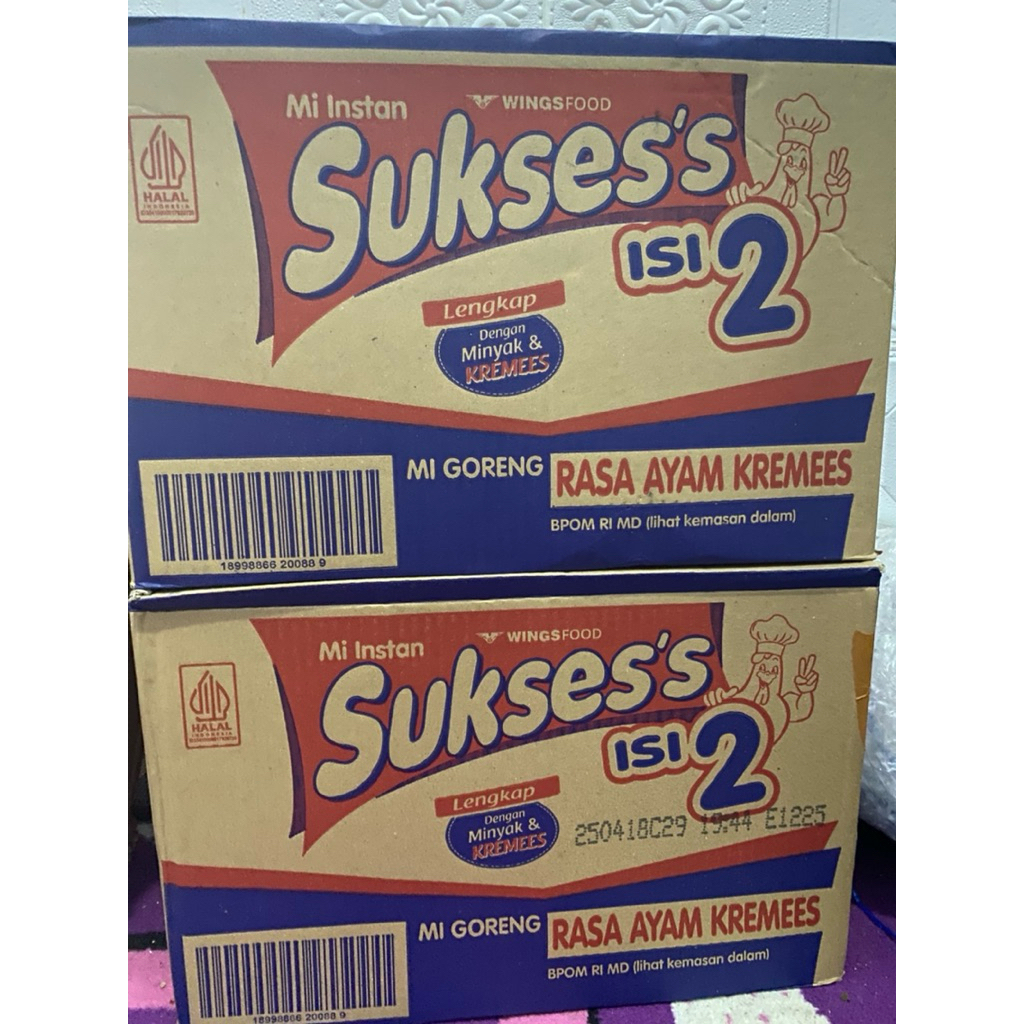 Mi Instan
WINGSFOOD
Sukses's
HALAL
INDONESIA
ISI 2
Lengkap
Dengan
Minyak &
KREMEES
MI GORENG
RASA AYAM KREMEES
BPOM RI MD (lihat kemasan dalam)
18998866 20088 9
Mi Instan
WINGSFOOD
Sukses's
HALAL
INDONESIA
ISI 2
Lengkap
Dengan
Minyak &
KREMEES
250418C29 19:44 E1225
MI GORENG
RASA AYAM KREMEES
BPOM RI MD (lihat kemasan dalam)
18998866 20088 9